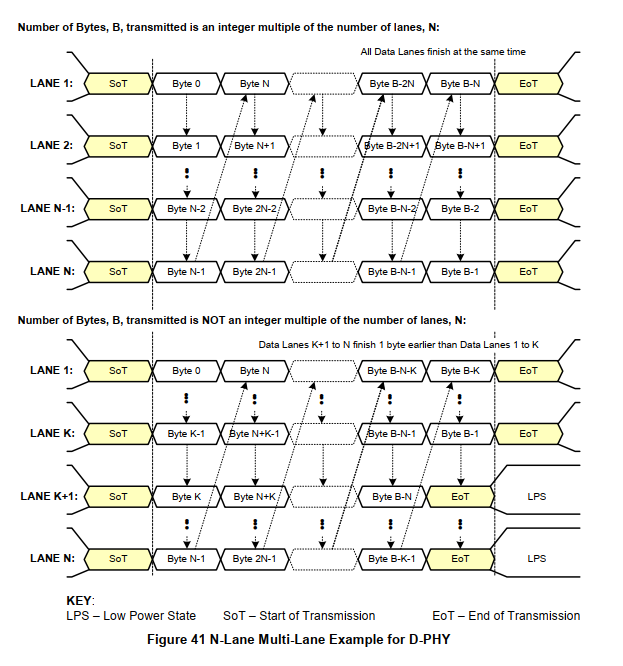 Number of Bytes, B, transmitted is an integer multiple of the number of lanes, N:
All Data Lanes finish at the same time
LANE 1: SoT Byte 0 Byte N Byte B-2N Byte B-N EoT
LANE 2: SoT Byte 1 Byte N+1 Byte B-2N+1 Byte B-N+1 EoT
LANE N-1: SoT Byte N-2 Byte 2N-2 Byte B-N-2 Byte B-2 EoT
LANE N: SoT Byte N-1 Byte 2N-1 Byte B-N-1 Byte B-1 EoT
Number of Bytes, B, transmitted is NOT an integer multiple of the number of lanes, N:
Data Lanes K+1 to N finish 1 byte earlier than Data Lanes 1 to K
LANE 1: SoT Byte 0 Byte N Byte B-N-K Byte B-K EoT
LANE K: SoT Byte K-1 Byte N+K-1 Byte B-N-1 Byte B-1 EoT
LANE K+1: SoT Byte K Byte N+K Byte B-N EoT LPS
LANE N: SoT Byte N-1 Byte 2N-1 Byte B-K-1 EoT LPS
KEY:
LPS – Low Power State SoT – Start of Transmission EoT – End of Transmission
Figure 41 N-Lane Multi-Lane Example for D-PHY